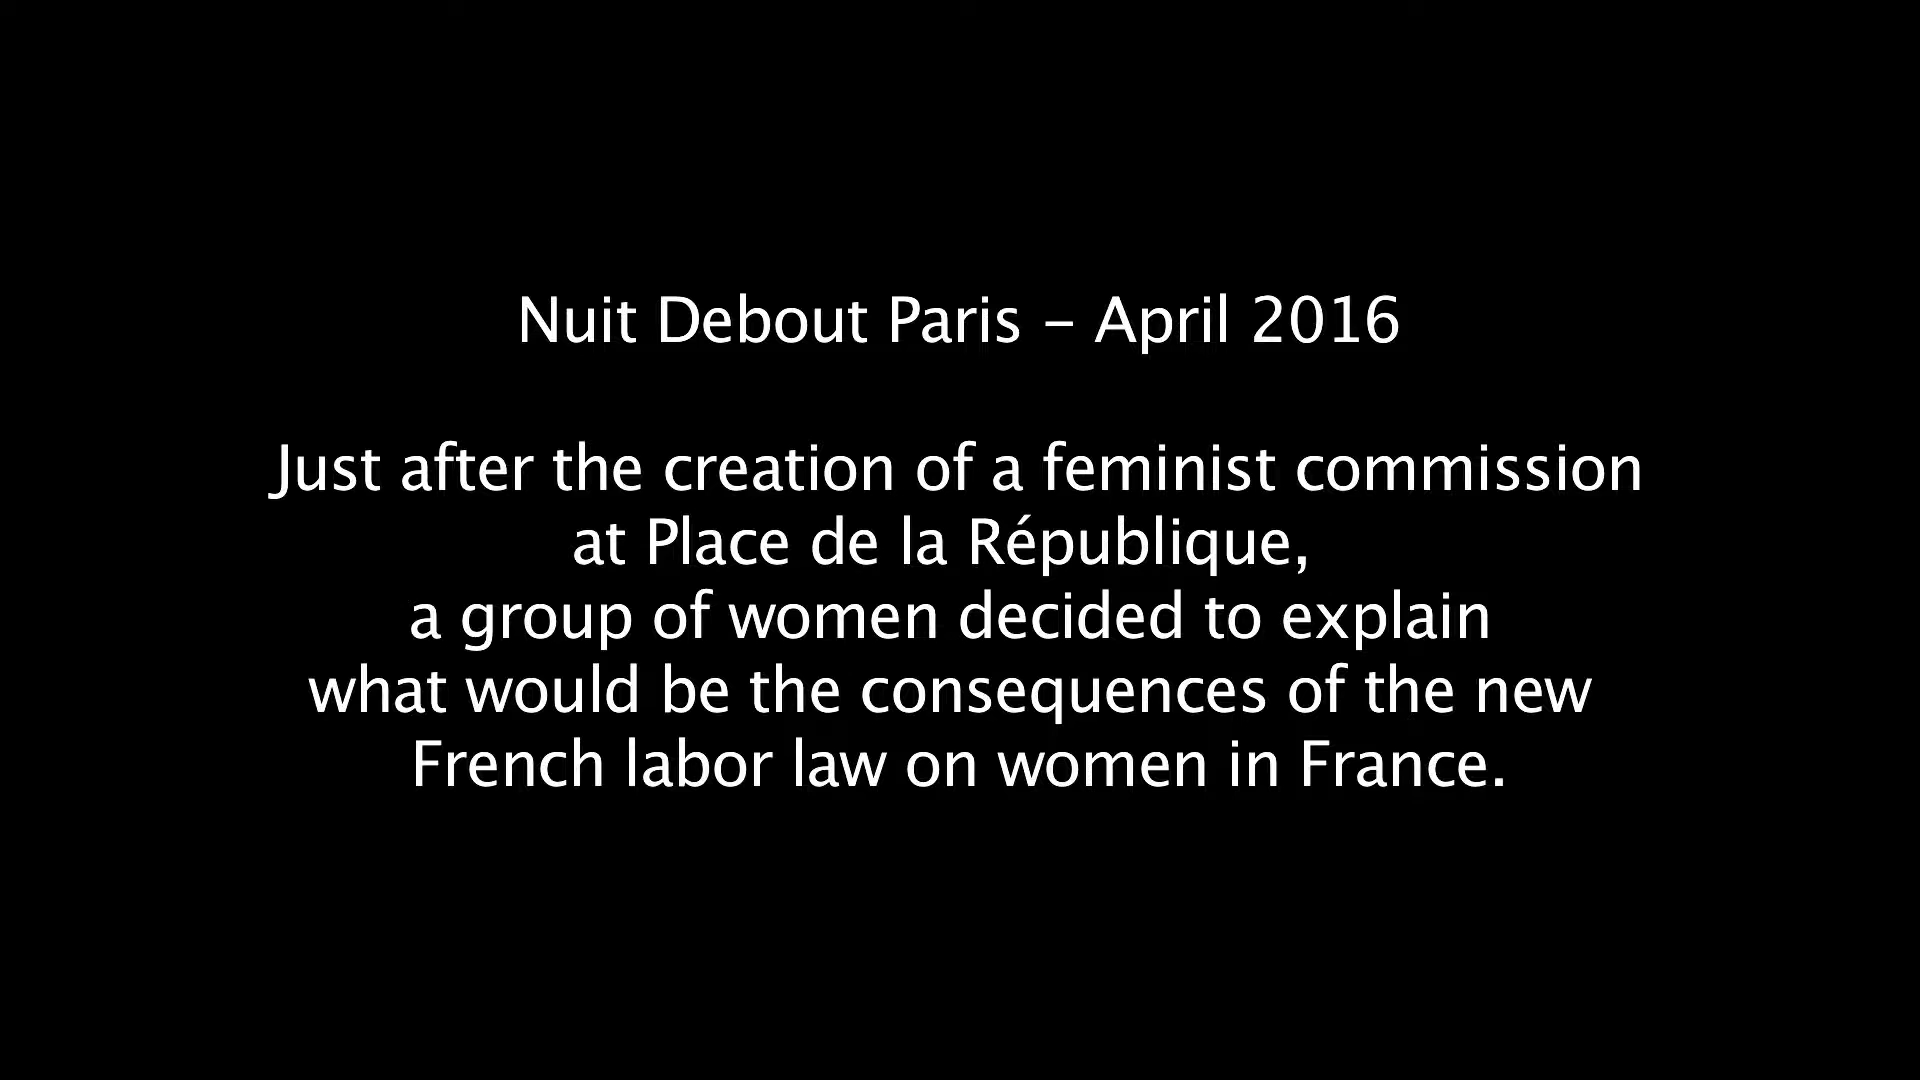 Nuit Debout Paris - April 2016
Just after the creation of a feminist commission
at Place de la République,
a group of women decided to explain
what would be the consequences of the new
French labor law on women in France.